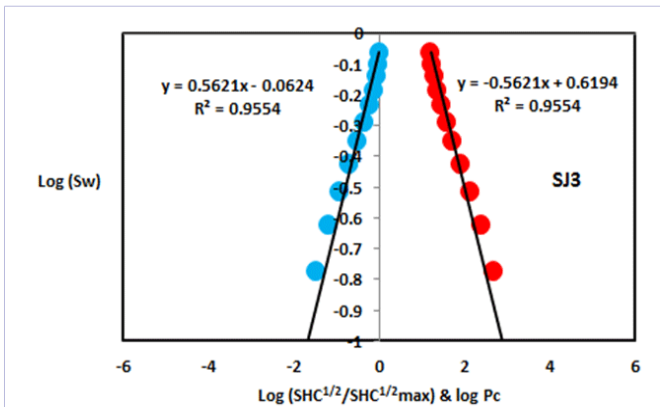 0
-0.1
-0.2
-0.3
-0.4
-0.5
-0.6
-0.7
-0.8
-0.9
-1
y = 0.5621x - 0.0624
R² = 0.9554
y = -0.5621x + 0.6194
R² = 0.9554
Log (Sw)
SJ3
-6 -4 -2 0 2 4 6
Log (SHC^1/2/SHC^1/2max) & log Pc